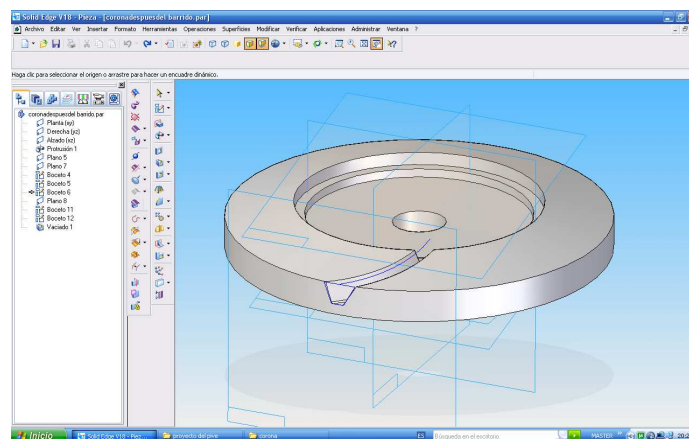 Solid Edge V18 - Pieza - [coronadespuesdel barrido.par]
Archivo Editar Ver Insertar Formato Herramientas Operaciones Superficies Modificar Verificar Aplicaciones Administrar Ventana ?
Haga clic para seleccionar el origen o arrastre para hacer un encuadre dinámico.
coronadespuesdel barrido.par
Planta (xy)
Derecha (yz)
Alzado (xz)
Protrusión 1
Plano 5
Plano 7
Boceto 4
Boceto 5
Boceto 6
Plano 8
Boceto 11
Boceto 12
Vaciado 1
Inicio Solid Edge V18 - Piez... proyecto del pive corona ES Búsqueda en el escritorio MASTER